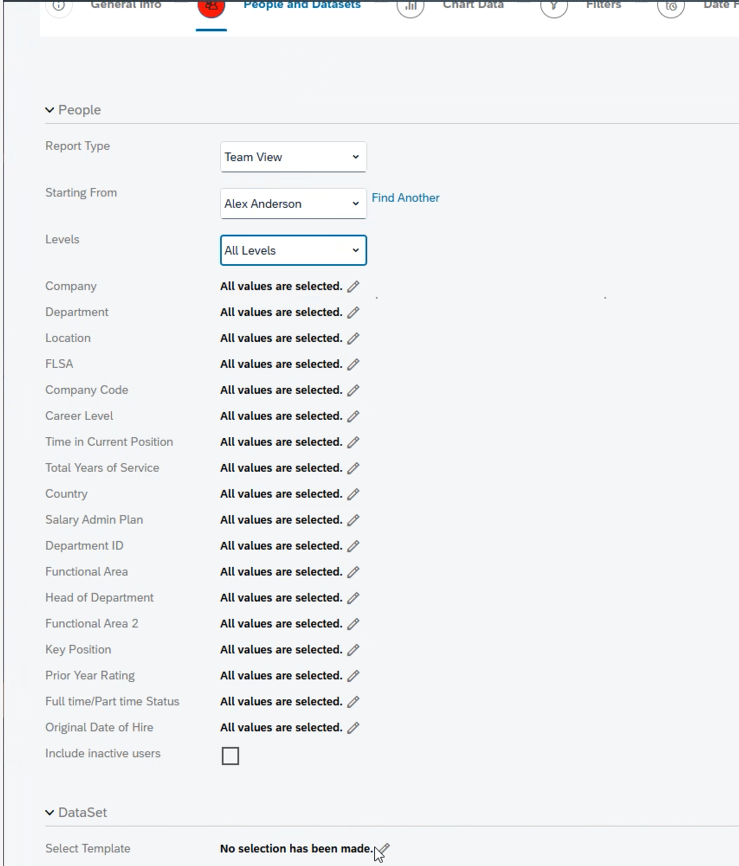 General Info People and Datasets Chart Data Filters Date
People
Report Type Team View
Starting From Alex Anderson Find Another
Levels All Levels
Company All values are selected.
Department All values are selected.
Location All values are selected.
FLSA All values are selected.
Company Code All values are selected.
Career Level All values are selected.
Time in Current Position All values are selected.
Total Years of Service All values are selected.
Country All values are selected.
Salary Admin Plan All values are selected.
Department ID All values are selected.
Functional Area All values are selected.
Head of Department All values are selected.
Functional Area 2 All values are selected.
Key Position All values are selected.
Prior Year Rating All values are selected.
Full time/Part time Status All values are selected.
Original Date of Hire All values are selected.
Include inactive users
DataSet
Select Template No selection has been made.